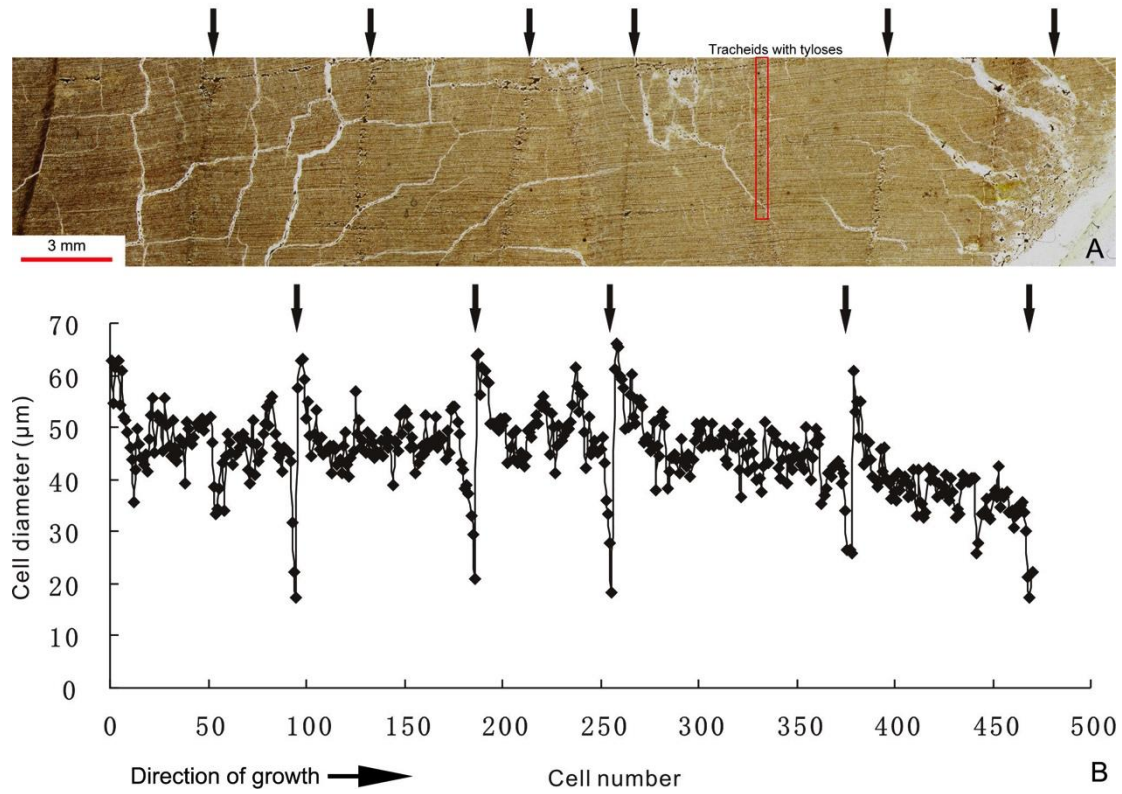 Tracheids with tyloses
3 mm
A
70
60
50
40
30
20
10
0
Cell diameter (μm)
0 50 100 150 200 250 300 350 400 450 500
Direction of growth
Cell number
B